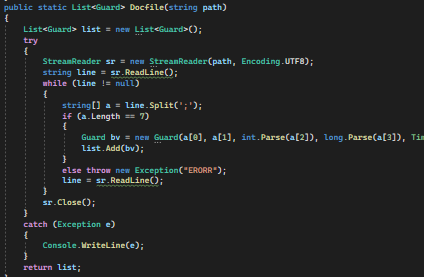 public static List<Guard> Docfile(string path)
{
List<Guard> list = new List<Guard>();
try
{
StreamReader sr = new StreamReader(path, Encoding.UTF8);
string line = sr.ReadLine();
while (line != null)
{
string[] a = line.Split(';');
if (a.Length == 7)
{
Guard bv = new Guard(a[0], a[1], int.Parse(a[2]), long.Parse(a[3]), Tim
list.Add(bv);
}
else throw new Exception("ERORR");
line = sr.ReadLine();
}
sr.Close();
}
catch (Exception e)
{
Console.WriteLine(e);
}
return list;